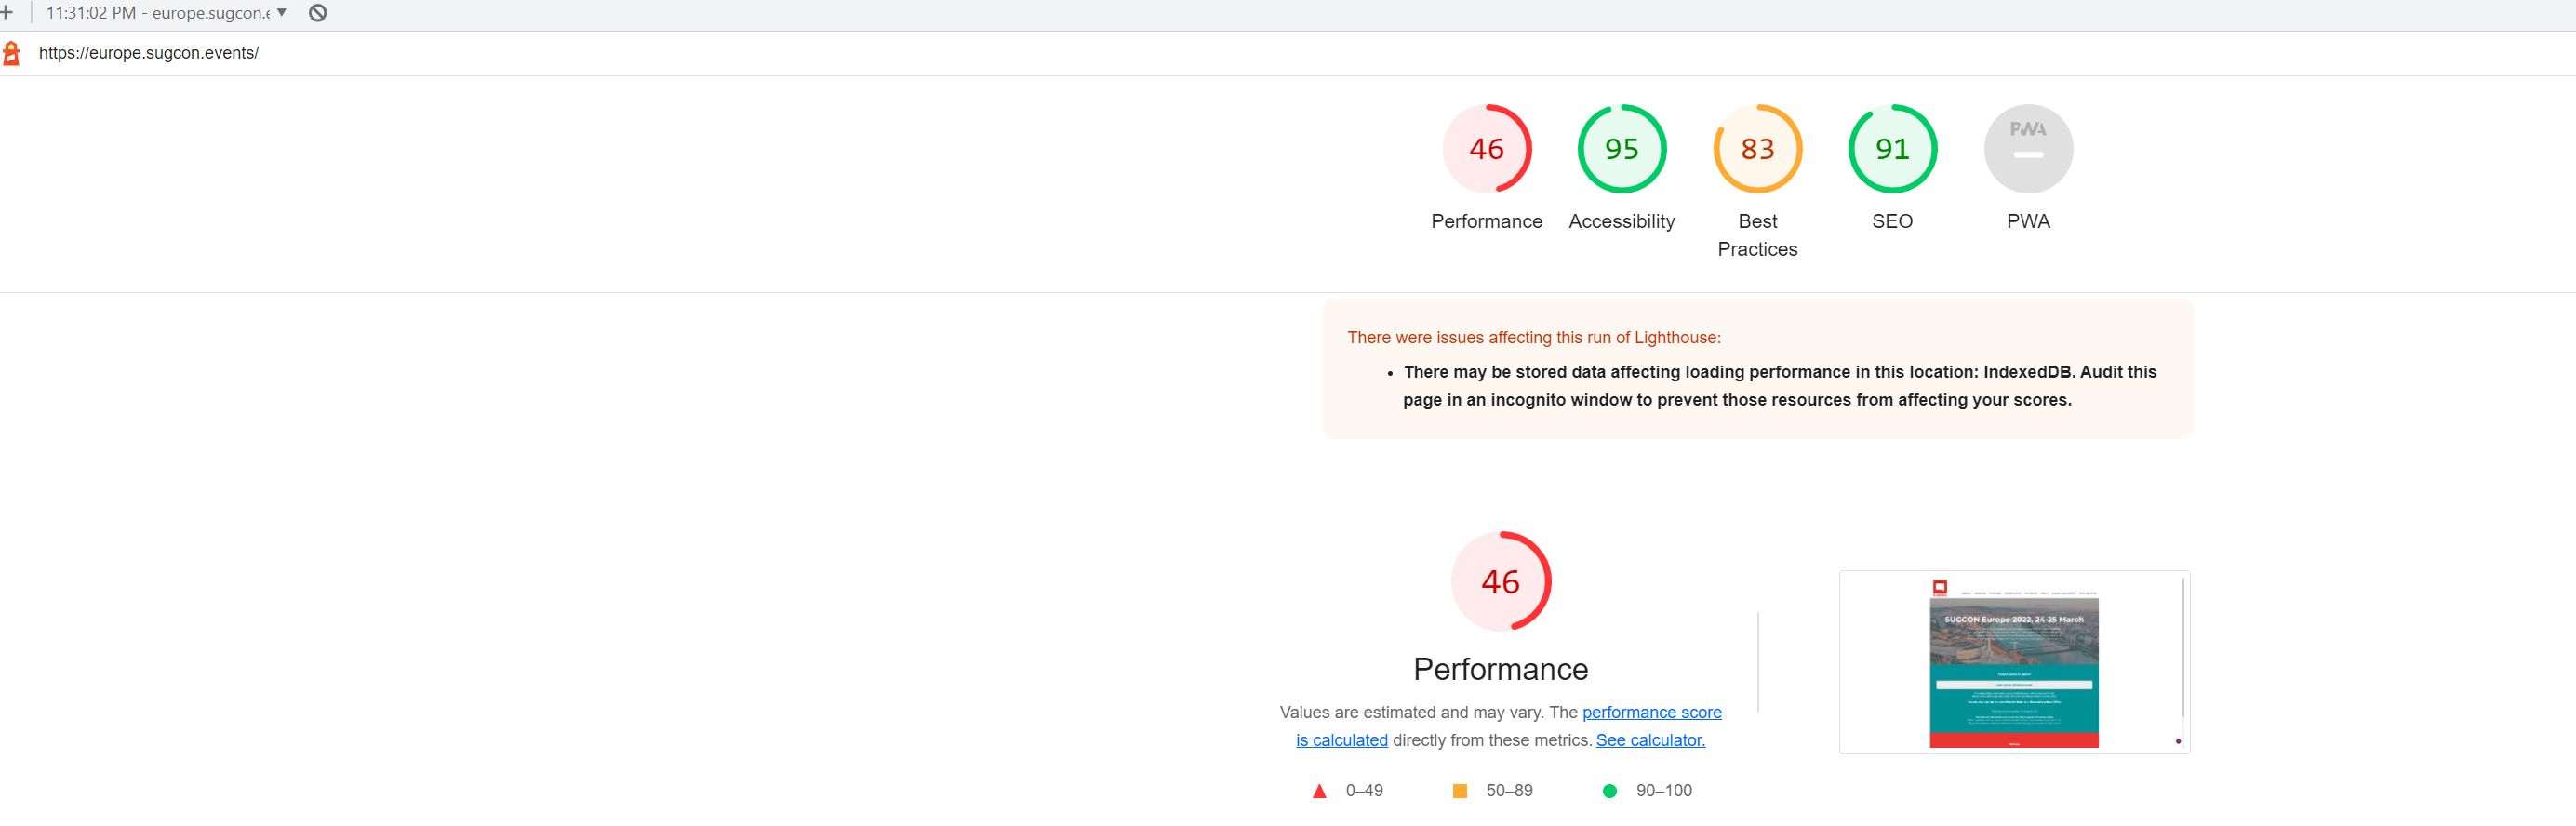 11:31:02 PM - europe.sugcon.e
https://europe.sugcon.events/
46
95
83
91
PWA
Performance
Accessibility
Best
Practices
SEO
PWA
There were issues affecting this run of Lighthouse:
• There may be stored data affecting loading performance in this location: IndexedDB. Audit this
page in an incognito window to prevent those resources from affecting your scores.
46
Performance
Values are estimated and may vary. The performance score
is calculated directly from these metrics. See calculator.
0–49
50–89
90–100
SUGCON Europe 2022, 24-25 March